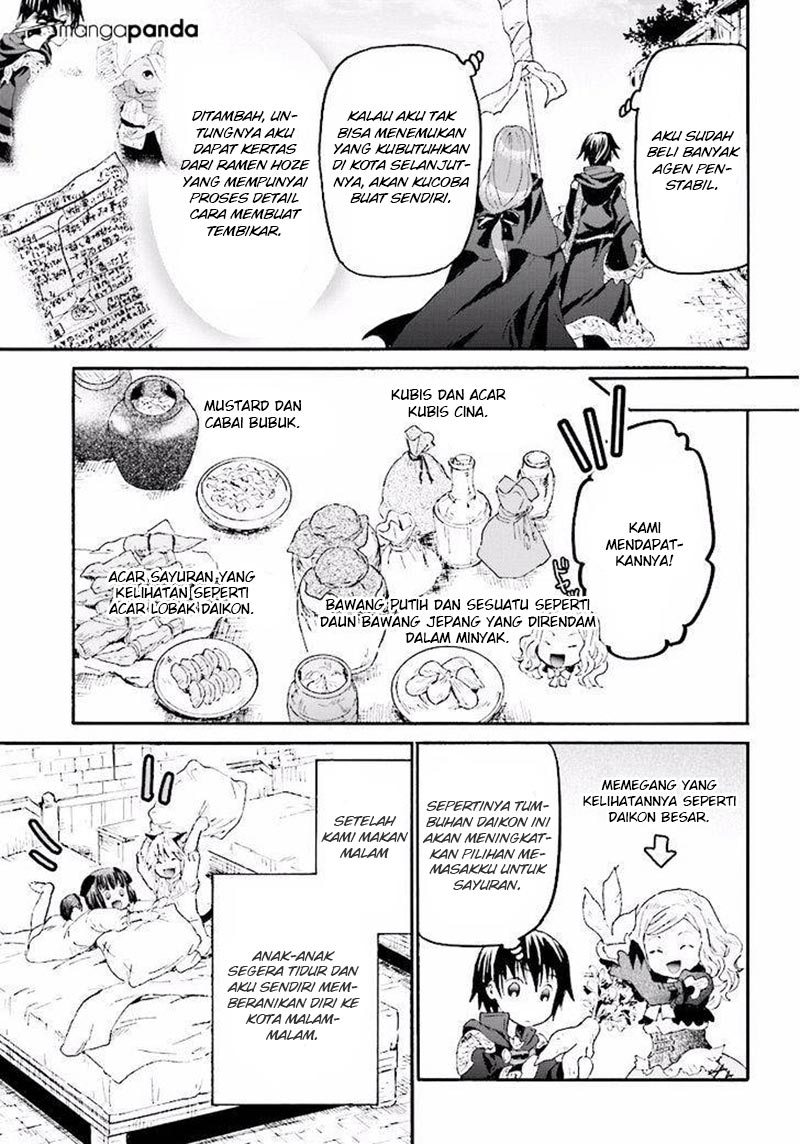 mangapanda
AKU SUDAH
BELI BANYAK
AGEN PEN-
STABIL.
KALAU AKU TAK
BISA MENEMUKAN
YANG KUBUTUHKAN
DI KOTA SELANJUT-
NYA, AKAN KUCOBA
BUAT SENDIRI.
DITAMBAH, UN-
TUNGNYA AKU
DAPAT KERTAS
DARI RAMEN HOZE
YANG MEMPUNYAI
PROSES DETAIL
CARA MEMBUAT
TEMBIKAR.
KAMI
MENDAPAT-
KANNYA!
KUBIS DAN ACAR
KUBIS CINA.
MUSTARD DAN
CABAI BUBUK.
BAWANG PUTIH DAN SESUATU SEPERTI
DAUN BAWANG JEPANG YANG DIRENDAM
DALAM MINYAK.
ACAR SAYURAN YANG
KELIHATAN SEPERTI
ACAR LOBAK DAIKON.
MEMEGANG YANG
KELIHATANNYA SEPERTI
DAIKON BESAR.
SEPERTINYA TUM-
BUHAN DAIKON INI
AKAN MENINGKAT-
KAN PILIHAN ME-
MASAKKU UNTUK
SAYURAN.
SETELAH
KAMI MAKAN
MALAM
ANAK-ANAK
SEGERA TIDUR DAN
AKU SENDIRI MEM-
BERANIKAN DIRI KE
KOTA MALAM-
MALAM.